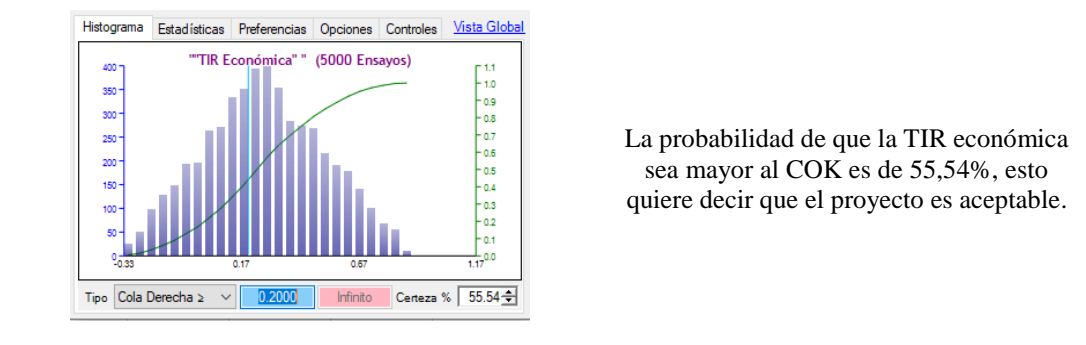 Histograma Estadísticas Preferencias Opciones Controles Vista Global
""TIR Económica" " (5000 Ensayos)
400 1.1
1.0
350 0.9
300 0.8
250 0.7
0.6
200 0.5
150 0.4
100 0.3
0.2
50 0.1
0 0.0
-0.33 0.17 0.67 1.17
Tipo Cola Derecha ≥ 0.2000 Infinito Certeza % 55.54
La probabilidad de que la TIR económica
sea mayor al COK es de 55,54%, esto
quiere decir que el proyecto es aceptable.